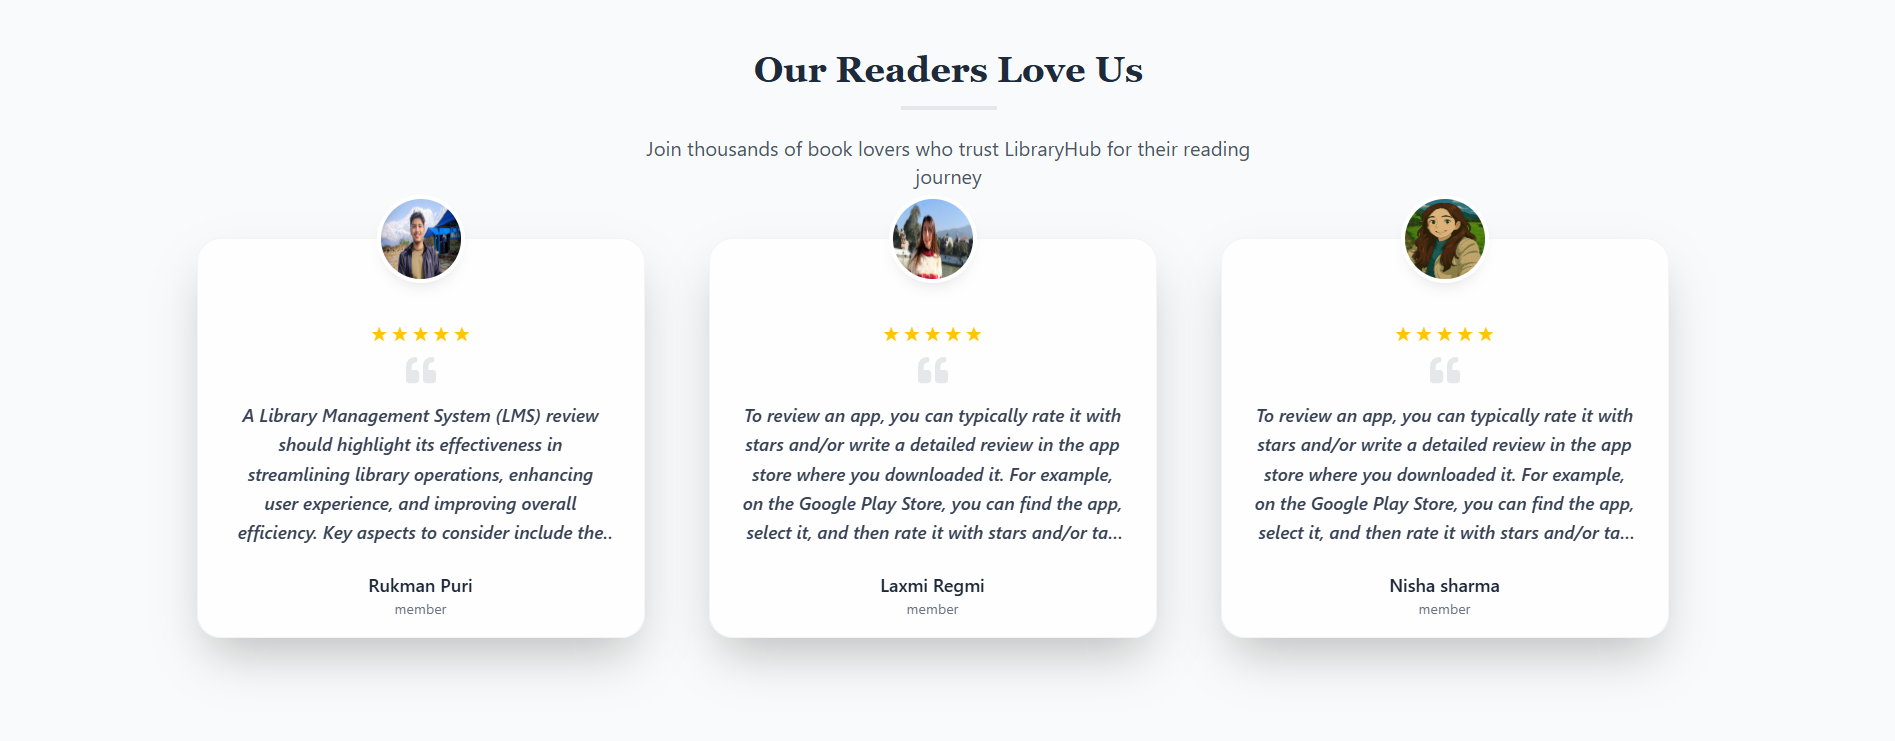 Our Readers Love Us
Join thousands of book lovers who trust LibraryHub for their reading
journey
A Library Management System (LMS) review
should highlight its effectiveness in
streamlining library operations, enhancing
user experience, and improving overall
efficiency. Key aspects to consider include the..
Rukman Puri
member
To review an app, you can typically rate it with
stars and/or write a detailed review in the app
store where you downloaded it. For example,
on the Google Play Store, you can find the app,
select it, and then rate it with stars and/or ta...
Laxmi Regmi
member
To review an app, you can typically rate it with
stars and/or write a detailed review in the app
store where you downloaded it. For example,
on the Google Play Store, you can find the app,
select it, and then rate it with stars and/or ta...
Nisha sharma
member